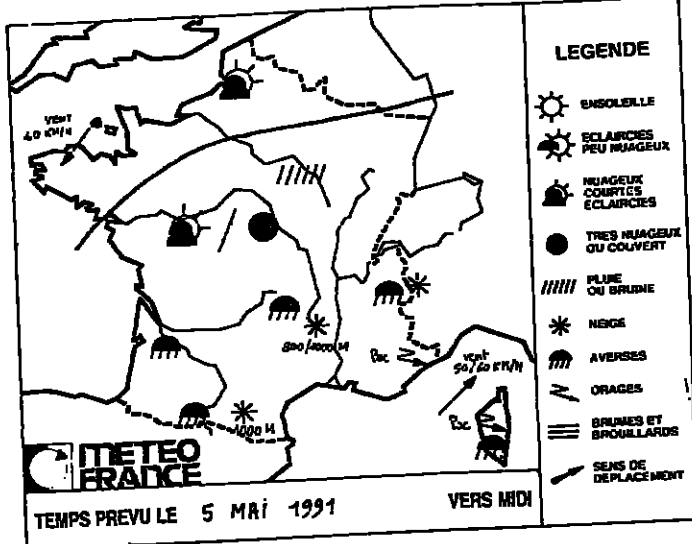 LEGENDE
ENSOLEILLE
ECLAIRCIES
PEU NUAGEUX
NUAGEUX
COURTES
ECLAIRCIES
TRES NUAGEUX
OU COUVERT
PLUIE
OU BRUINE
NEIGE
AVERSES
ORAGES
BRUMES ET
BROUILLARDS
SENS DE
DEPLACEMENT
VENT
40 KM/H
800/1000 M
1000 M
vent
50/60 KM/H
METEO
FRANCE
TEMPS PREVU LE 5 MAi 1991 VERS MIDI